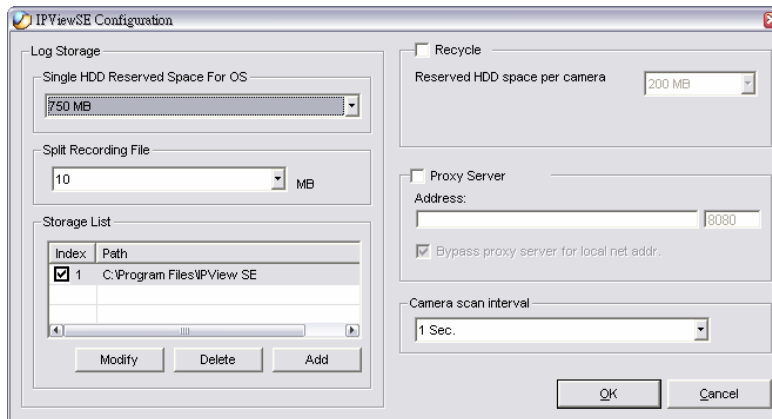 IPViewSE Configuration
Log Storage
Single HDD Reserved Space For OS
750 MB
Split Recording File
10
MB
Storage List
Index Path
1 C:\Program Files\IPView SE
Modify
Delete
Add
Recycle
Reserved HDD space per camera
200 MB
Proxy Server
Address:
8080
Bypass proxy server for local net addr.
Camera scan interval
1 Sec.
OK
Cancel